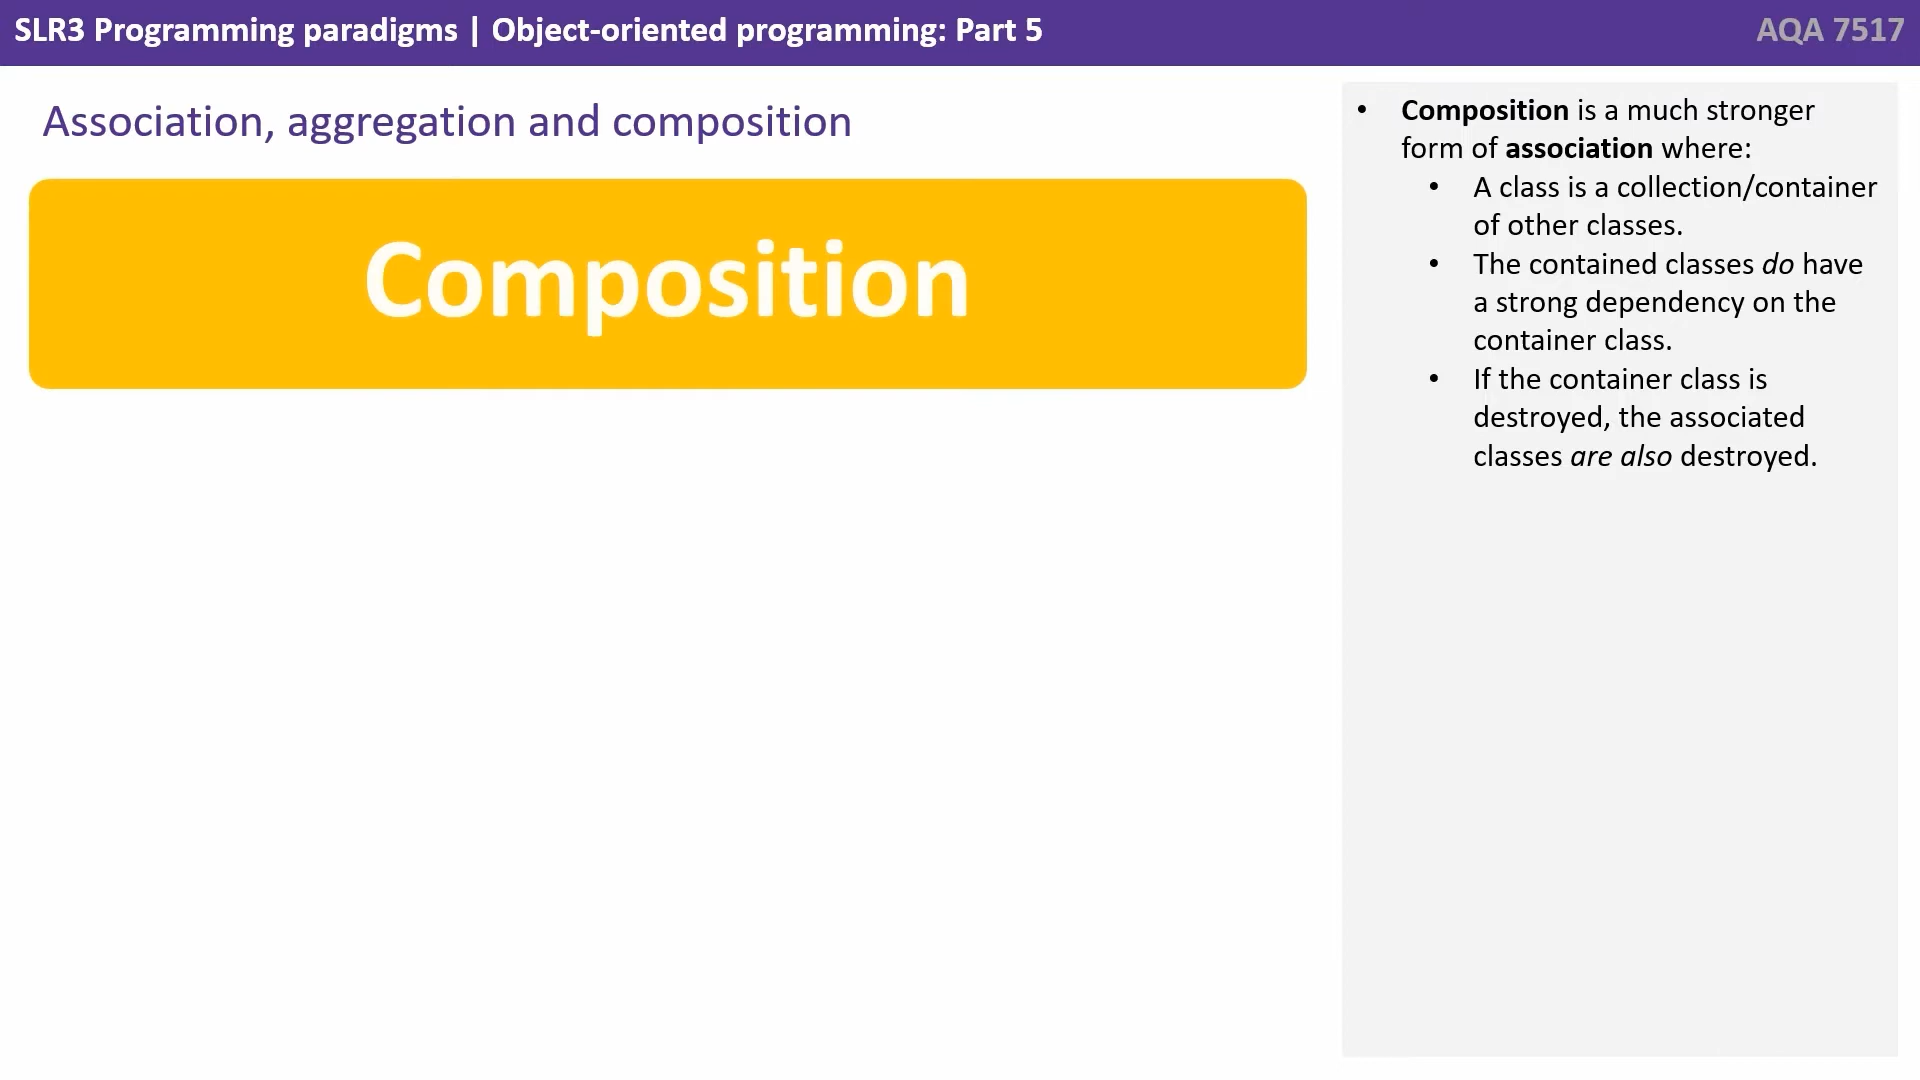 SLR3 Programming paradigms | Object-oriented programming: Part 5
AQA 7517
Association, aggregation and composition
Composition
• Composition is a much stronger
form of association where:
• A class is a collection/container
of other classes.
• The contained classes do have
a strong dependency on the
container class.
• If the container class is
destroyed, the associated
classes are also destroyed.